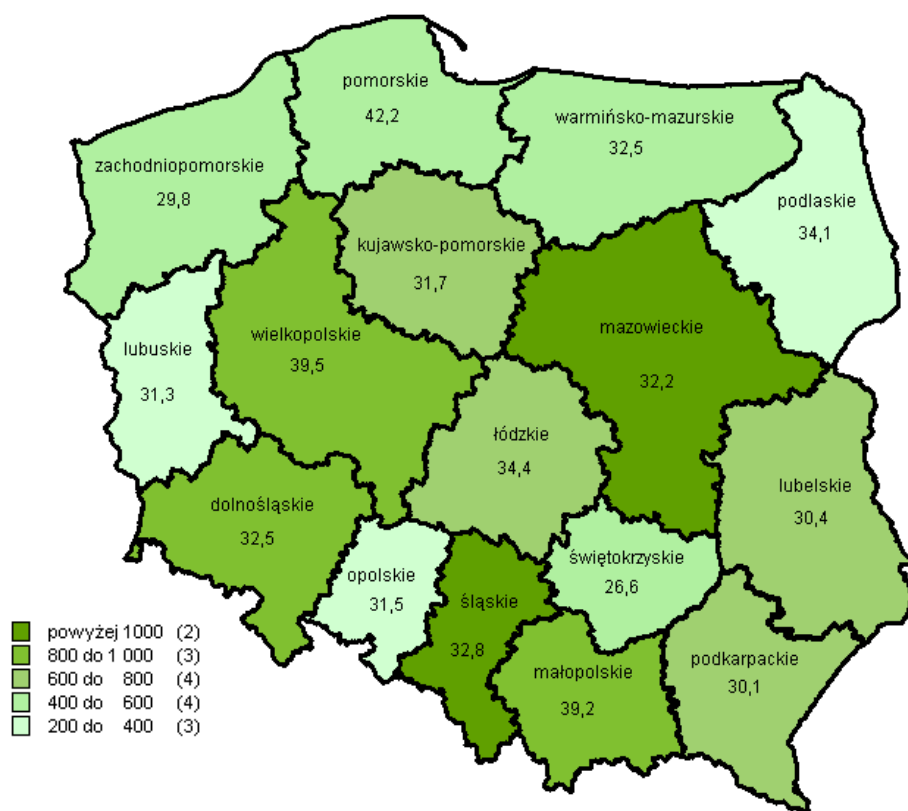 pomorskie
42,2
warmińsko-mazurskie
32,5
zachodniopomorskie
29,8
podlaskie
34,1
kujawsko-pomorskie
31,7
mazowieckie
32,2
wielkopolskie
39,5
lubuskie
31,3
łódzkie
34,4
lubelskie
30,4
dolnośląskie
32,5
świętokrzyskie
26,6
opolskie
31,5
śląskie
32,8
małopolskie
39,2
podkarpackie
30,1
powyżej 1000 (2)
800 do 1 000 (3)
600 do 800 (4)
400 do 600 (4)
200 do 400 (3)